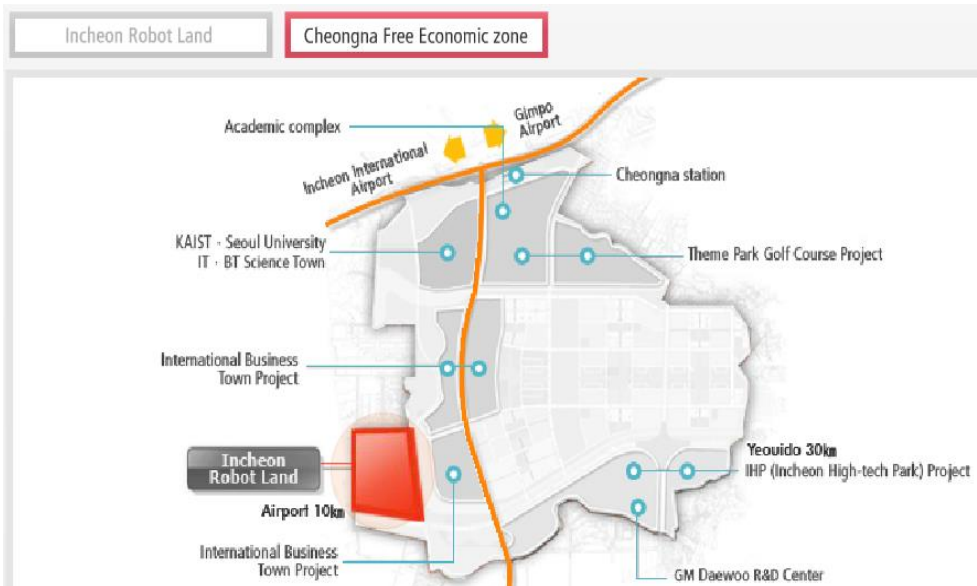 Incheon Robot Land
Cheongna Free Economic zone
Academic complex
Gimpo
Airport
Incheon International
Airport
Cheongna station
KAIST · Seoul University
IT · BT Science Town
Theme Park Golf Course Project
International Business
Town Project
Incheon
Robot Land
Airport 10km
Yeouido 30km
IHP (Incheon High-tech Park) Project
International Business
Town Project
GM Daewoo R&D Center